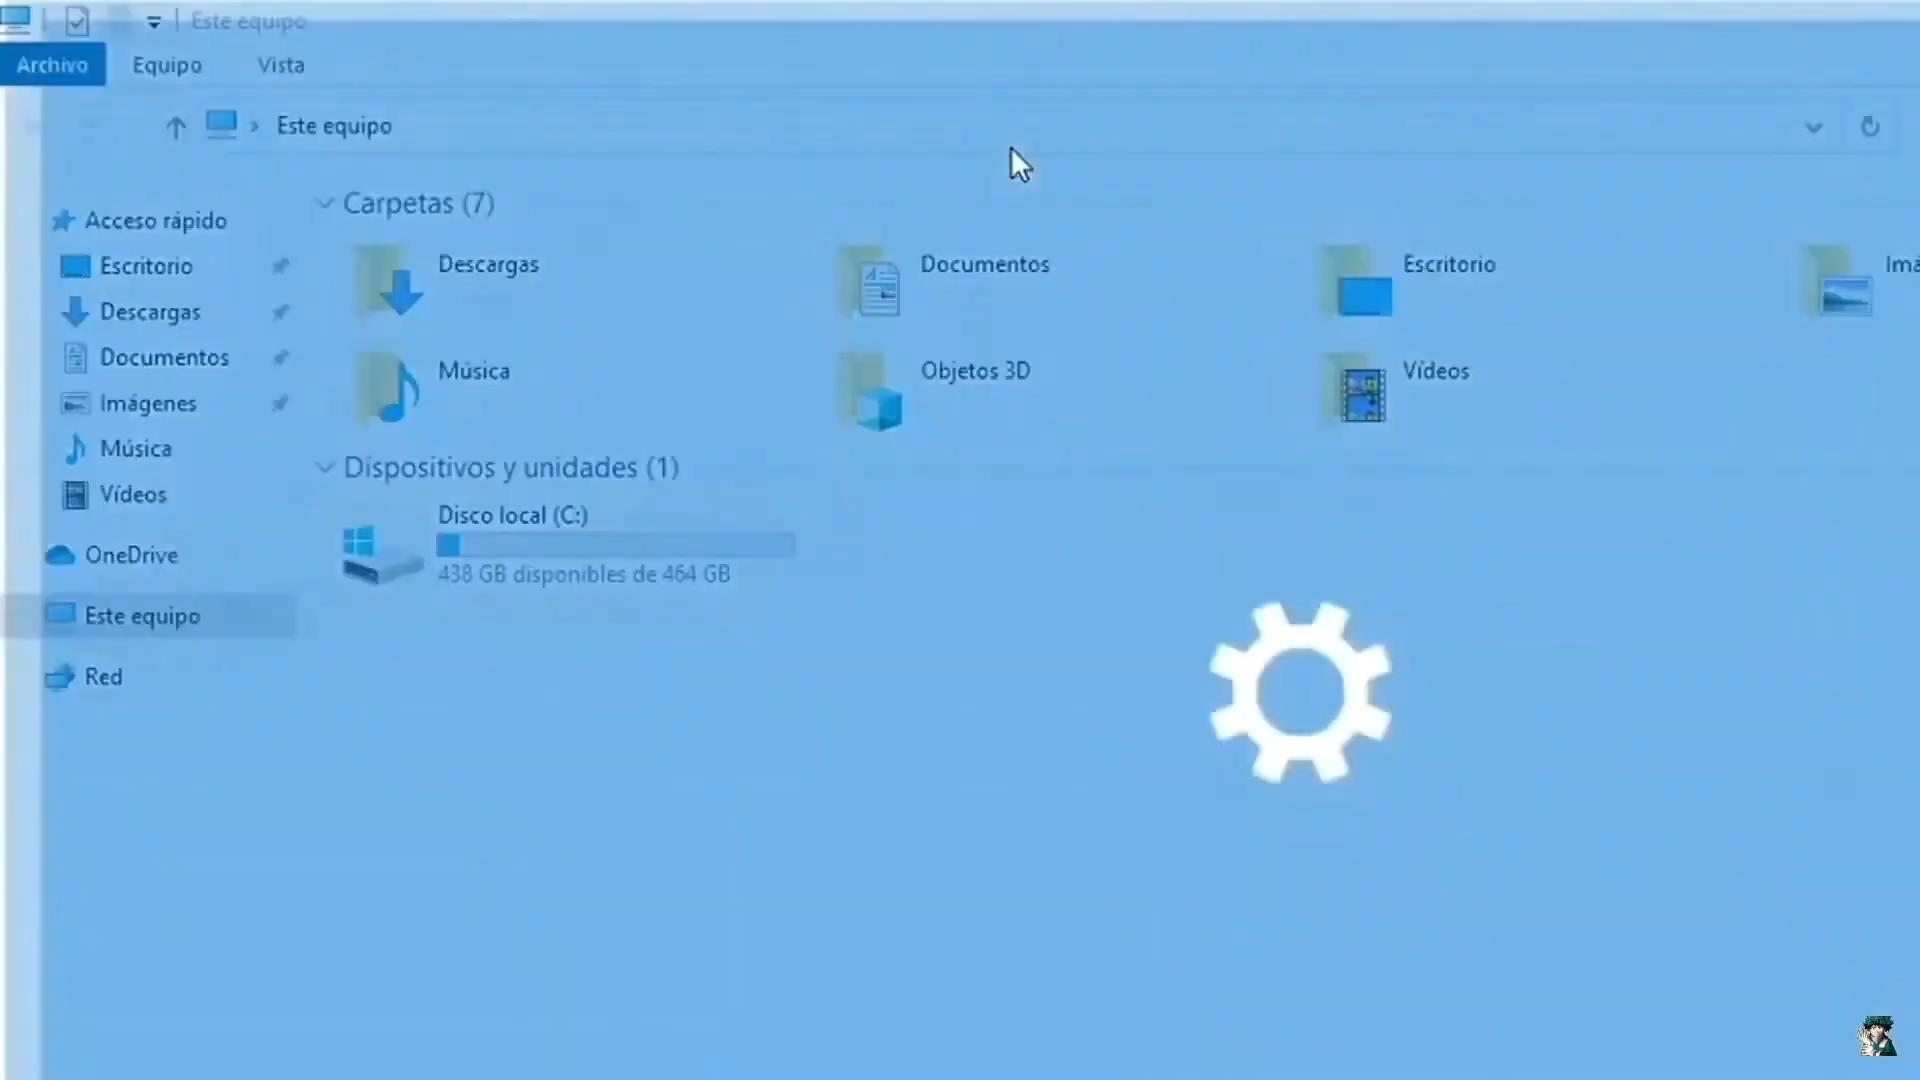 Este equipo
Archivo Equipo Vista
Este equipo
Carpetas (7)
Acceso rápido
Escritorio
Descargas
Documentos
Imágenes
Música
Vídeos
OneDrive
Este equipo
Red
Descargas Documentos Escritorio Imá
Música Objetos 3D Vídeos
Dispositivos y unidades (1)
Disco local (C:)
438 GB disponibles de 464 GB